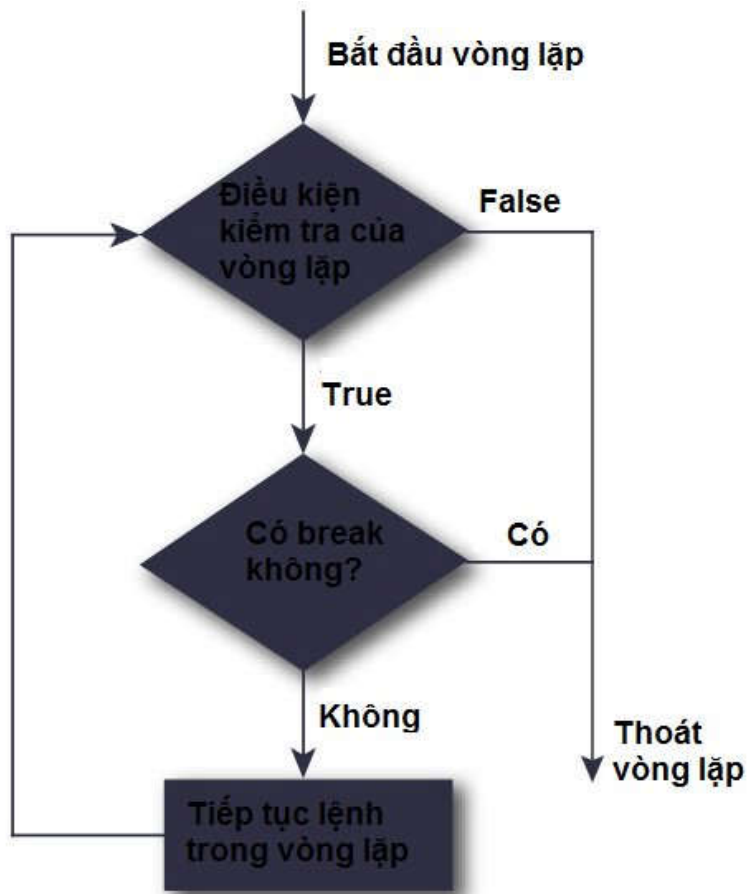 Bắt đầu vòng lặp
Điều kiện
kiểm tra của
vòng lặp
False
True
Có break
không?
Có
Không
Thoát
vòng lặp
Tiếp tục lệnh
trong vòng lặp